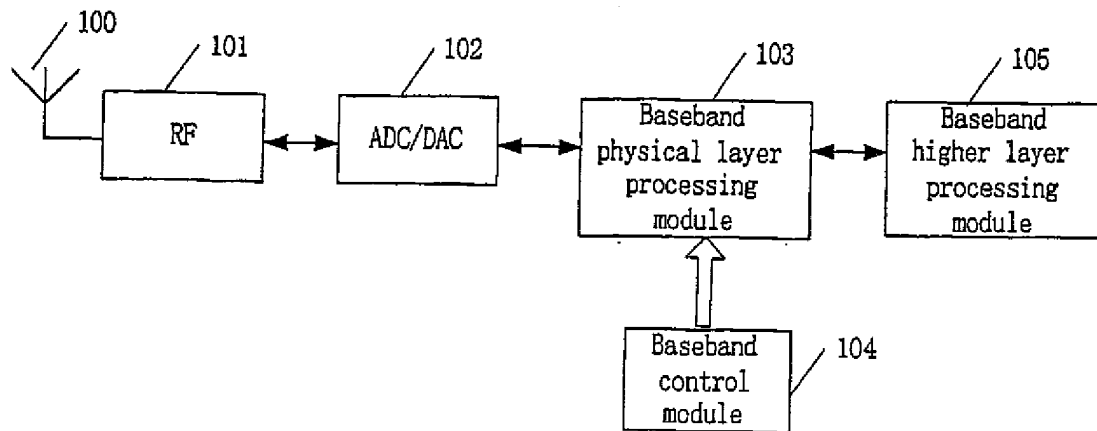 100
101
102
103
105
RF
ADC/DAC
Baseband
physical layer
processing
module
Baseband
higher layer
processing
module
Baseband
control
module
104